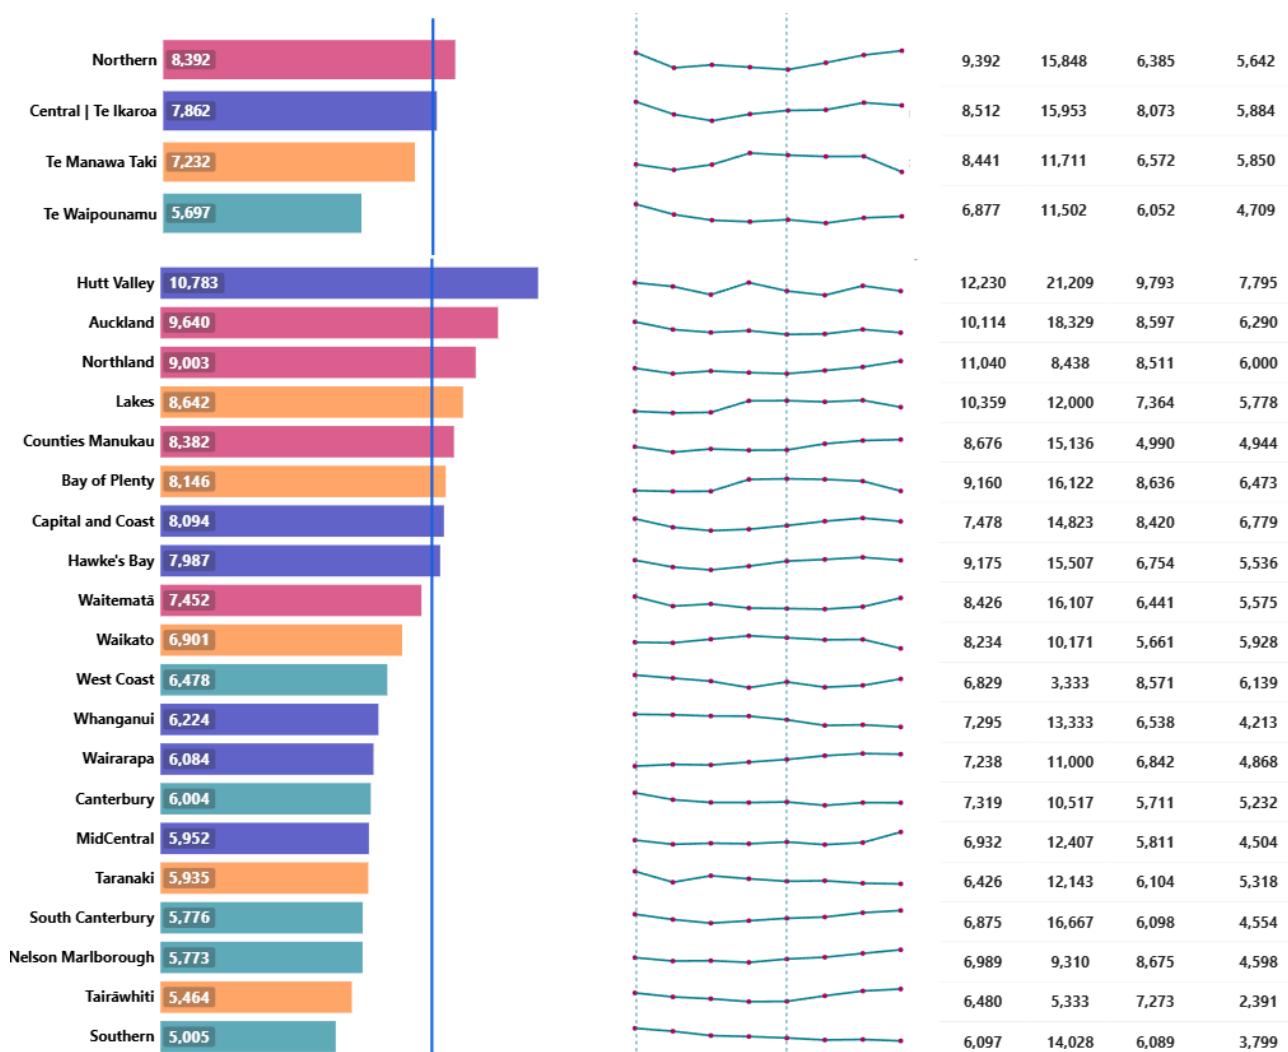 Northern 8,392 9,392 15,848 6,385 5,642
Central | Te Ikaroa 7,862 8,512 15,953 8,073 5,884
Te Manawa Taki 7,232 8,441 11,711 6,572 5,850
Te Waipounamu 5,697 6,877 11,502 6,052 4,709
Hutt Valley 10,783 12,230 21,209 9,793 7,795
Auckland 9,640 10,114 18,329 8,597 6,290
Northland 9,003 11,040 8,438 8,511 6,000
Lakes 8,642 10,359 12,000 7,364 5,778
Counties Manukau 8,382 8,676 15,136 4,990 4,944
Bay of Plenty 8,146 9,160 16,122 8,636 6,473
Capital and Coast 8,094 7,478 14,823 8,420 6,779
Hawke's Bay 7,987 9,175 15,507 6,754 5,536
Waitematā 7,452 8,426 16,107 6,441 5,575
Waikato 6,901 8,234 10,171 5,661 5,928
West Coast 6,478 6,829 3,333 8,571 6,139
Whanganui 6,224 7,295 13,333 6,538 4,213
Wairarapa 6,084 7,238 11,000 6,842 4,868
Canterbury 6,004 7,319 10,517 5,711 5,232
MidCentral 5,952 6,932 12,407 5,811 4,504
Taranaki 5,935 6,426 12,143 6,104 5,318
South Canterbury 5,776 6,875 16,667 6,098 4,554
Nelson Marlborough 5,773 6,989 9,310 8,675 4,598
Tairāwhiti 5,464 6,480 5,333 7,273 2,391
Southern 5,005 6,097 14,028 6,089 3,799